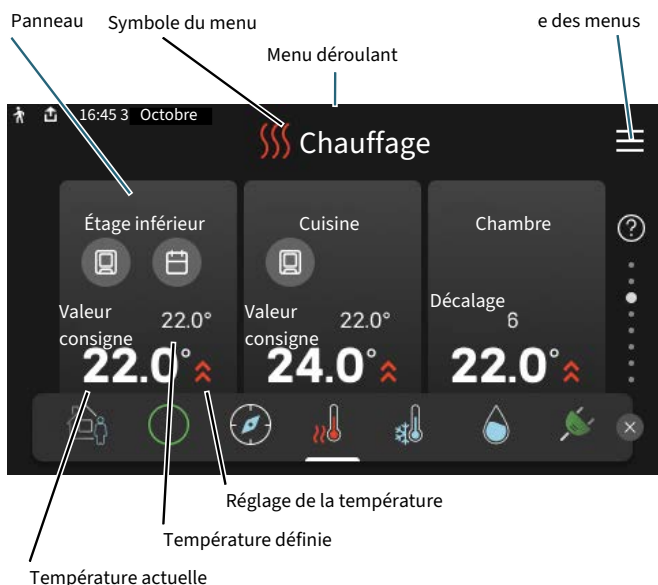 Panneau
Symbole du menu
e des menus
Menu déroulant
16:45 3 Octobre
Chauffage
Étage inférieur
Cuisine
Chambre
?
Valeur consigne
22.0°
Valeur consigne
22.0°
Décalage
6
22.0°
24.0°
22.0°
Réglage de la température
Température définie
Température actuelle